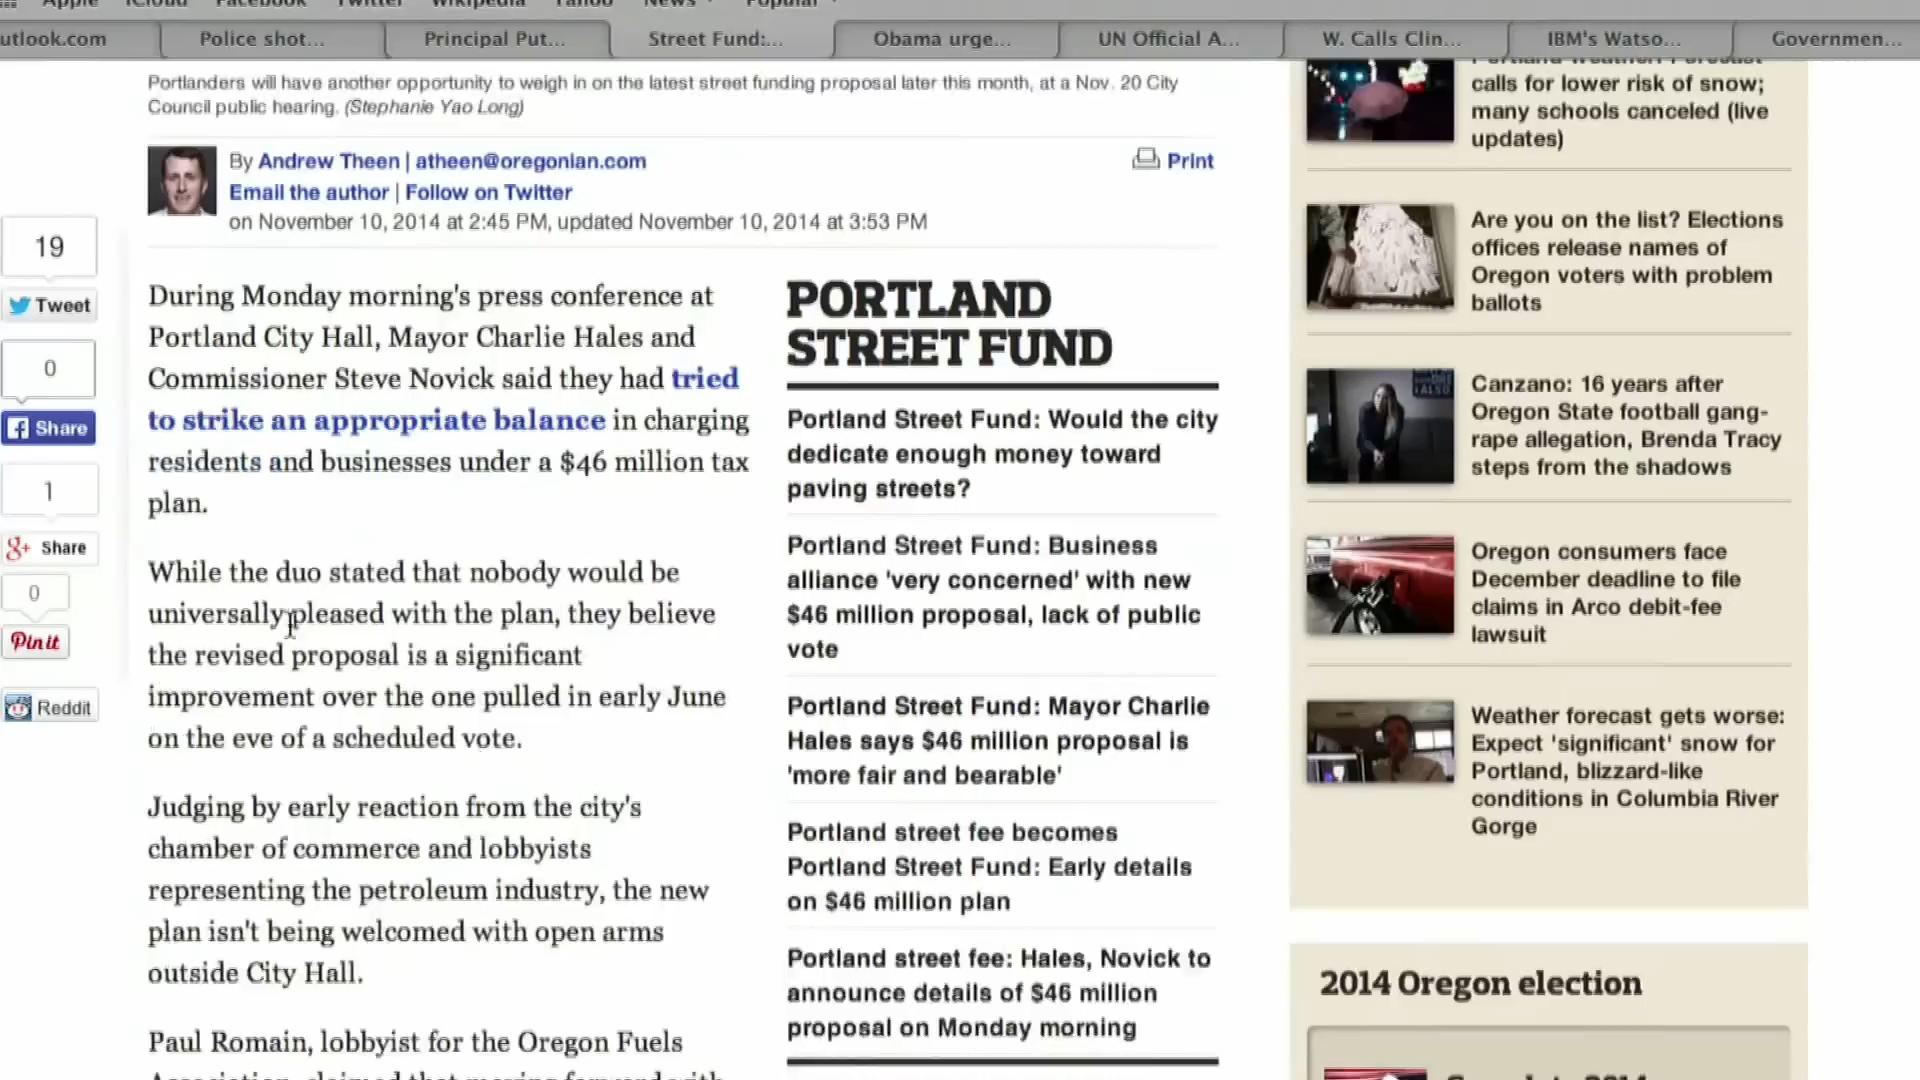 Apple iCloud Facebook Twitter Wikipedia Yahoo News Popular
utlook.com
Police shot...
Principal Put...
Street Fund:...
Obama urge...
UN Official A...
W. Calls Clin...
IBM's Watso...
Governmen...
Portlanders will have another opportunity to weigh in on the latest street funding proposal later this month, at a Nov. 20 City
Council public hearing. (Stephanie Yao Long)
By Andrew Theen | atheen@oregonian.com
Email the author | Follow on Twitter
on November 10, 2014 at 2:45 PM, updated November 10, 2014 at 3:53 PM
Print
19
Tweet
0
Share
1
Share
0
Pin it
Reddit
During Monday morning's press conference at
Portland City Hall, Mayor Charlie Hales and
Commissioner Steve Novick said they had tried
to strike an appropriate balance in charging
residents and businesses under a $46 million tax
plan.
While the duo stated that nobody would be
universally pleased with the plan, they believe
the revised proposal is a significant
improvement over the one pulled in early June
on the eve of a scheduled vote.
Judging by early reaction from the city's
chamber of commerce and lobbyists
representing the petroleum industry, the new
plan isn't being welcomed with open arms
outside City Hall.
Paul Romain, lobbyist for the Oregon Fuels
Association, claimed that moving forward with
PORTLAND
STREET FUND
Portland Street Fund: Would the city
dedicate enough money toward
paving streets?
Portland Street Fund: Business
alliance 'very concerned' with new
$46 million proposal, lack of public
vote
Portland Street Fund: Mayor Charlie
Hales says $46 million proposal is
'more fair and bearable'
Portland street fee becomes
Portland Street Fund: Early details
on $46 million plan
Portland street fee: Hales, Novick to
announce details of $46 million
proposal on Monday morning
Portland weather: Forecast
calls for lower risk of snow;
many schools canceled (live
updates)
Are you on the list? Elections
offices release names of
Oregon voters with problem
ballots
Canzano: 16 years after
Oregon State football gang-
rape allegation, Brenda Tracy
steps from the shadows
Oregon consumers face
December deadline to file
claims in Arco debit-fee
lawsuit
Weather forecast gets worse:
Expect 'significant' snow for
Portland, blizzard-like
conditions in Columbia River
Gorge
2014 Oregon election